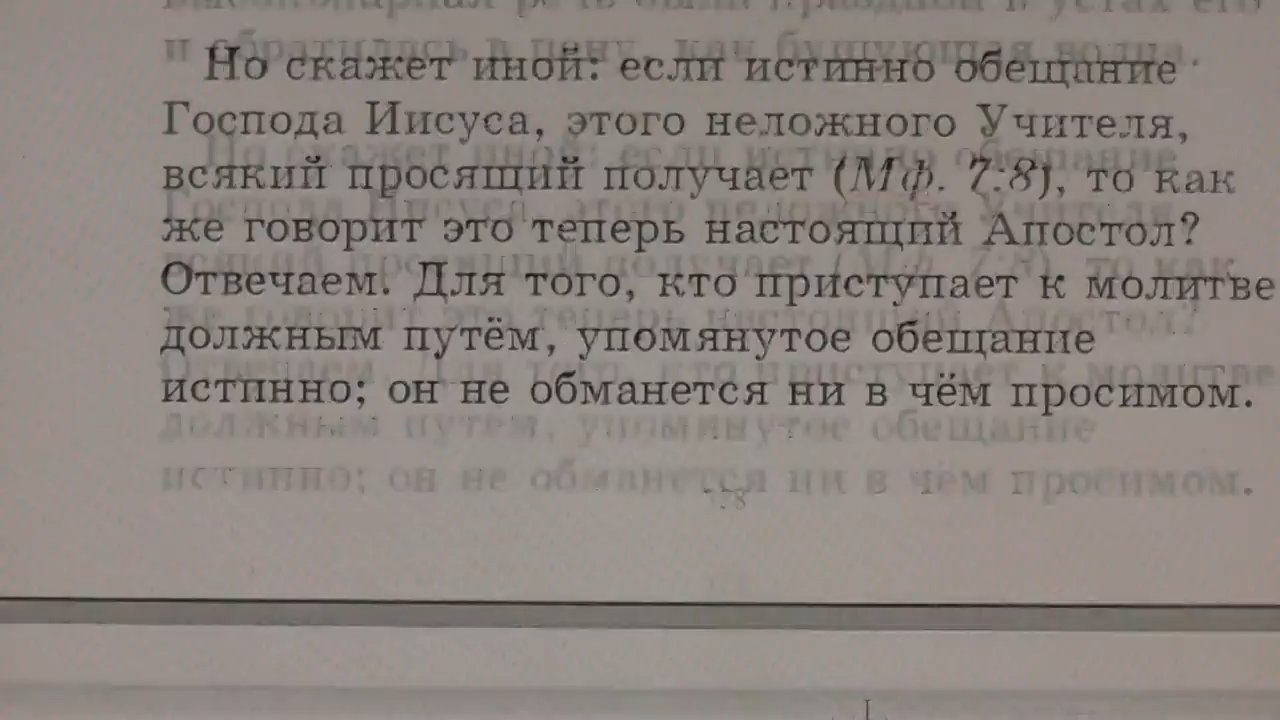 Но скажет иной: если истинно обещание
Господа Иисуса, этого неложного Учителя,
всякий просящий получает (Мф. 7:8), то как
же говорит это теперь настоящий Апостол?
Отвечаем. Для того, кто приступает к молитве
должным путём, упомянутое обещание
истинно; он не обманется ни в чём просимом.